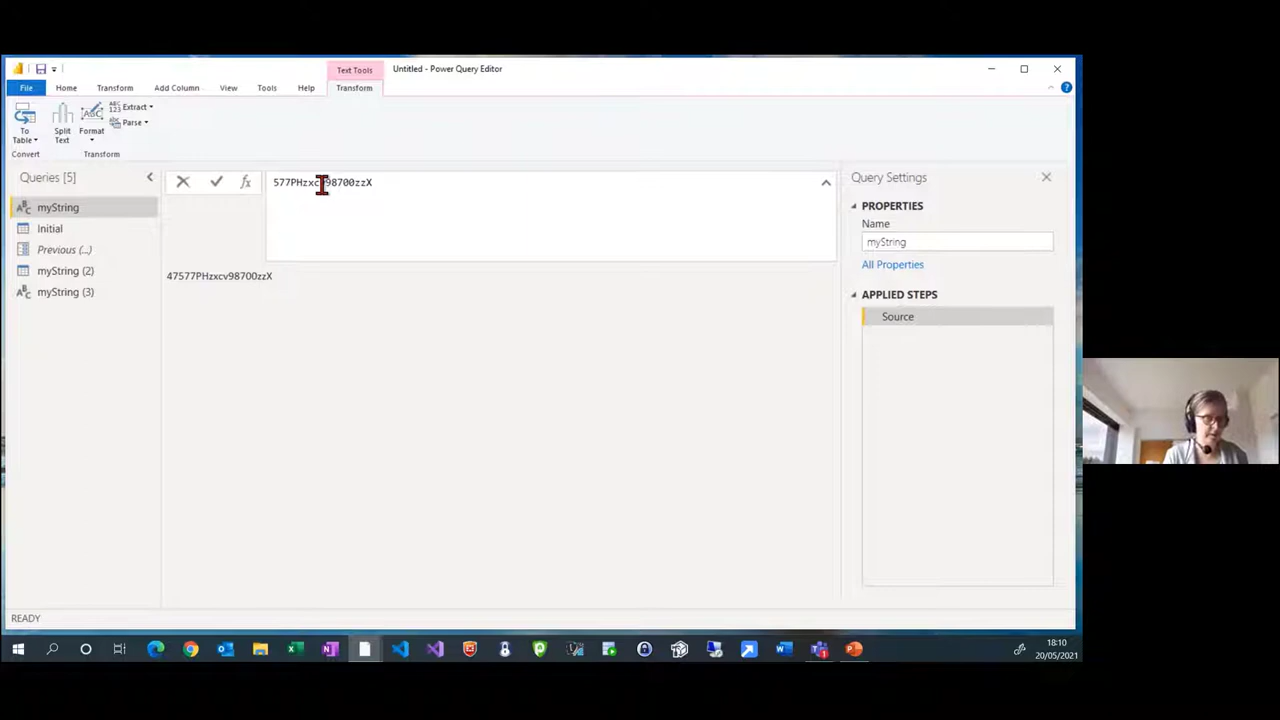 Text Tools
Untitled - Power Query Editor
File
Home
Transform
Add Column
View
Tools
Help
Transform
To
Table
Split
Text
Format
Extract
Parse
Convert
Transform
Queries [5]
577PHzxcv98700zzX
Query Settings
myString
Initial
Previous (...)
myString (2)
myString (3)
47577PHzxcv98700zzX
PROPERTIES
Name
myString
All Properties
APPLIED STEPS
Source
READY
18:10
20/05/2021